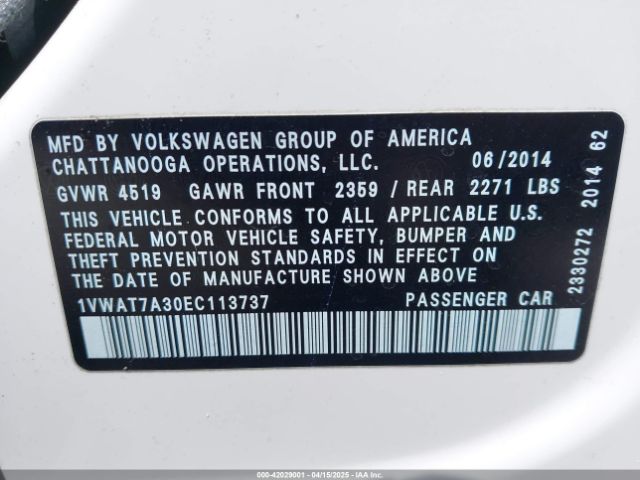 MFD BY VOLKSWAGEN GROUP OF AMERICA
CHATTANOOGA OPERATIONS, LLC. 06/2014
GVWR 4519 GAWR FRONT 2359 / REAR 2271 LBS
THIS VEHICLE CONFORMS TO ALL APPLICABLE U.S.
FEDERAL MOTOR VEHICLE SAFETY, BUMPER AND
THEFT PREVENTION STANDARDS IN EFFECT ON
THE DATE OF MANUFACTURE SHOWN ABOVE
1VWAT7A30EC113737 PASSENGER CAR
2330272 2014 62
000-42029001 - 04/15/2025 - IAAI.COM